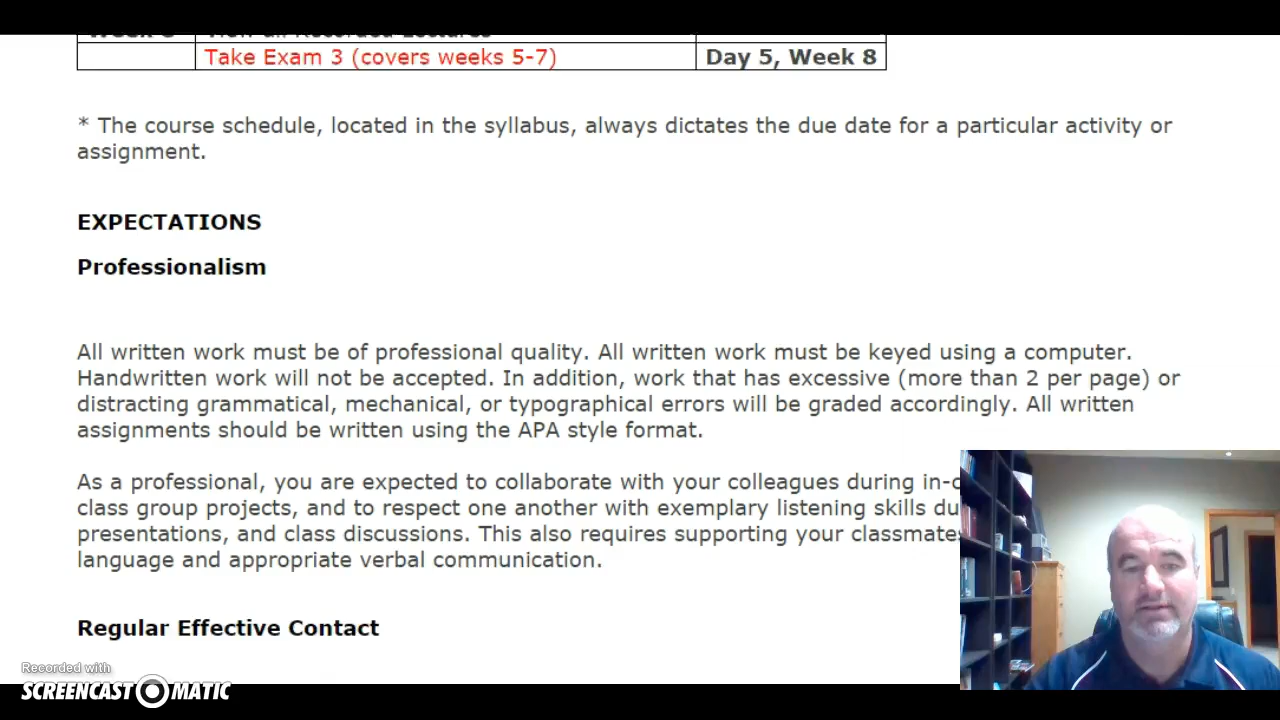 Take Exam 3 (covers weeks 5-7) Day 5, Week 8
* The course schedule, located in the syllabus, always dictates the due date for a particular activity or
assignment.
EXPECTATIONS
Professionalism
All written work must be of professional quality. All written work must be keyed using a computer.
Handwritten work will not be accepted. In addition, work that has excessive (more than 2 per page) or
distracting grammatical, mechanical, or typographical errors will be graded accordingly. All written
assignments should be written using the APA style format.
As a professional, you are expected to collaborate with your colleagues during in-
class group projects, and to respect one another with exemplary listening skills
presentations, and class discussions. This also requires supporting your
language and appropriate verbal communication.
Regular Effective Contact
Recorded with
SCREENCAST MATIC